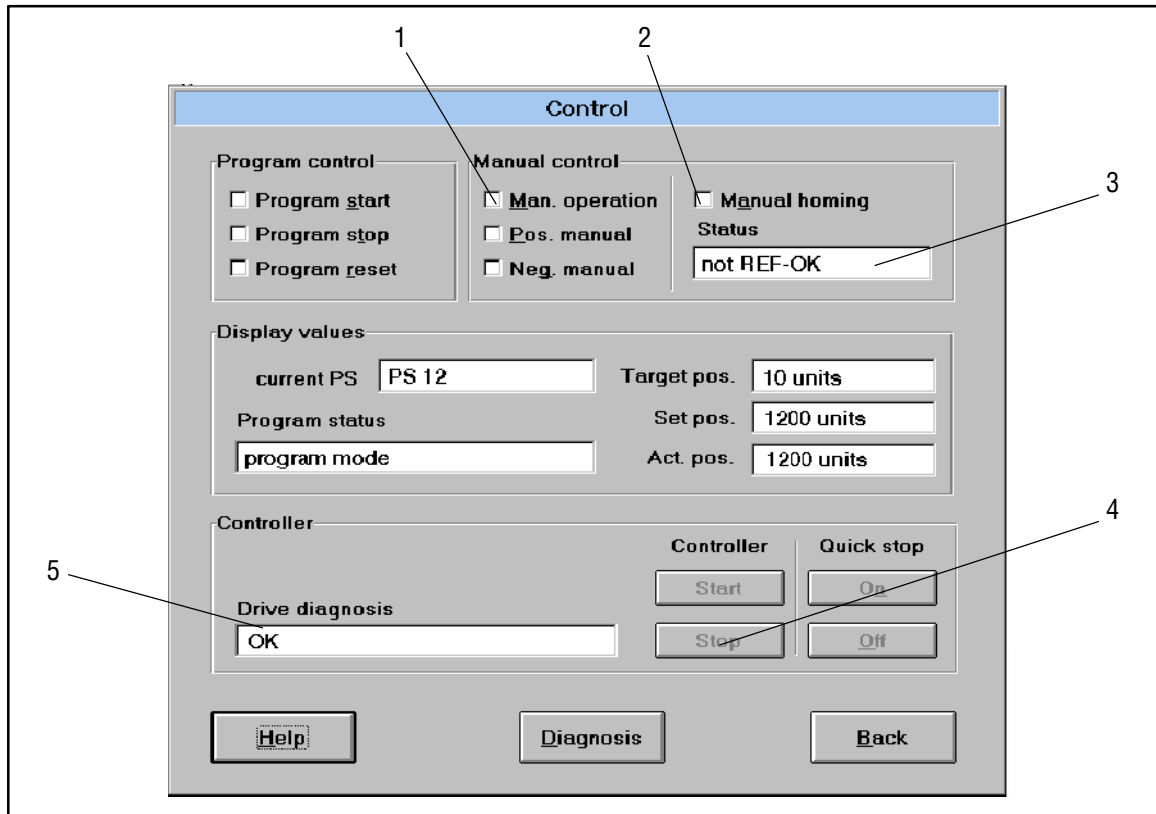 1
2
Control
Program control
Program start
Program stop
Program reset
Manual control
Man. operation
Pos. manual
Neg. manual
Manual homing
Status
not REF-OK
3
Display values
current PS
PS 12
Program status
program mode
Target pos.
10 units
Set pos.
1200 units
Act. pos.
1200 units
Controller
Drive diagnosis
OK
5
Controller
Start
Stop
Quick stop
On
Off
4
Help
Diagnosis
Back